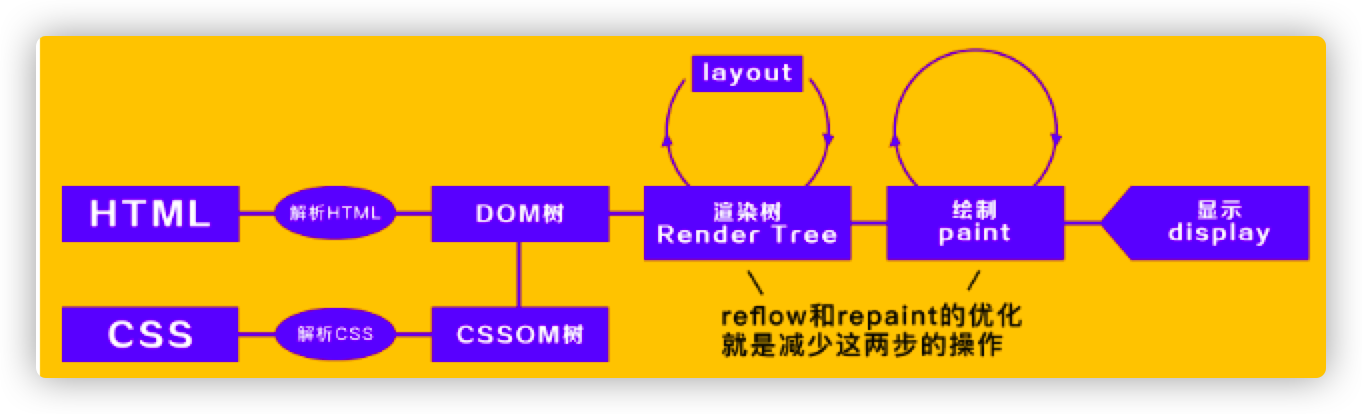 layout
HTML
解析HTML
DOM树
渲染树
Render Tree
绘制
paint
显示
display
CSS
解析CSS
CSSOM树
reflow和repaint的优化
就是减少这两步的操作